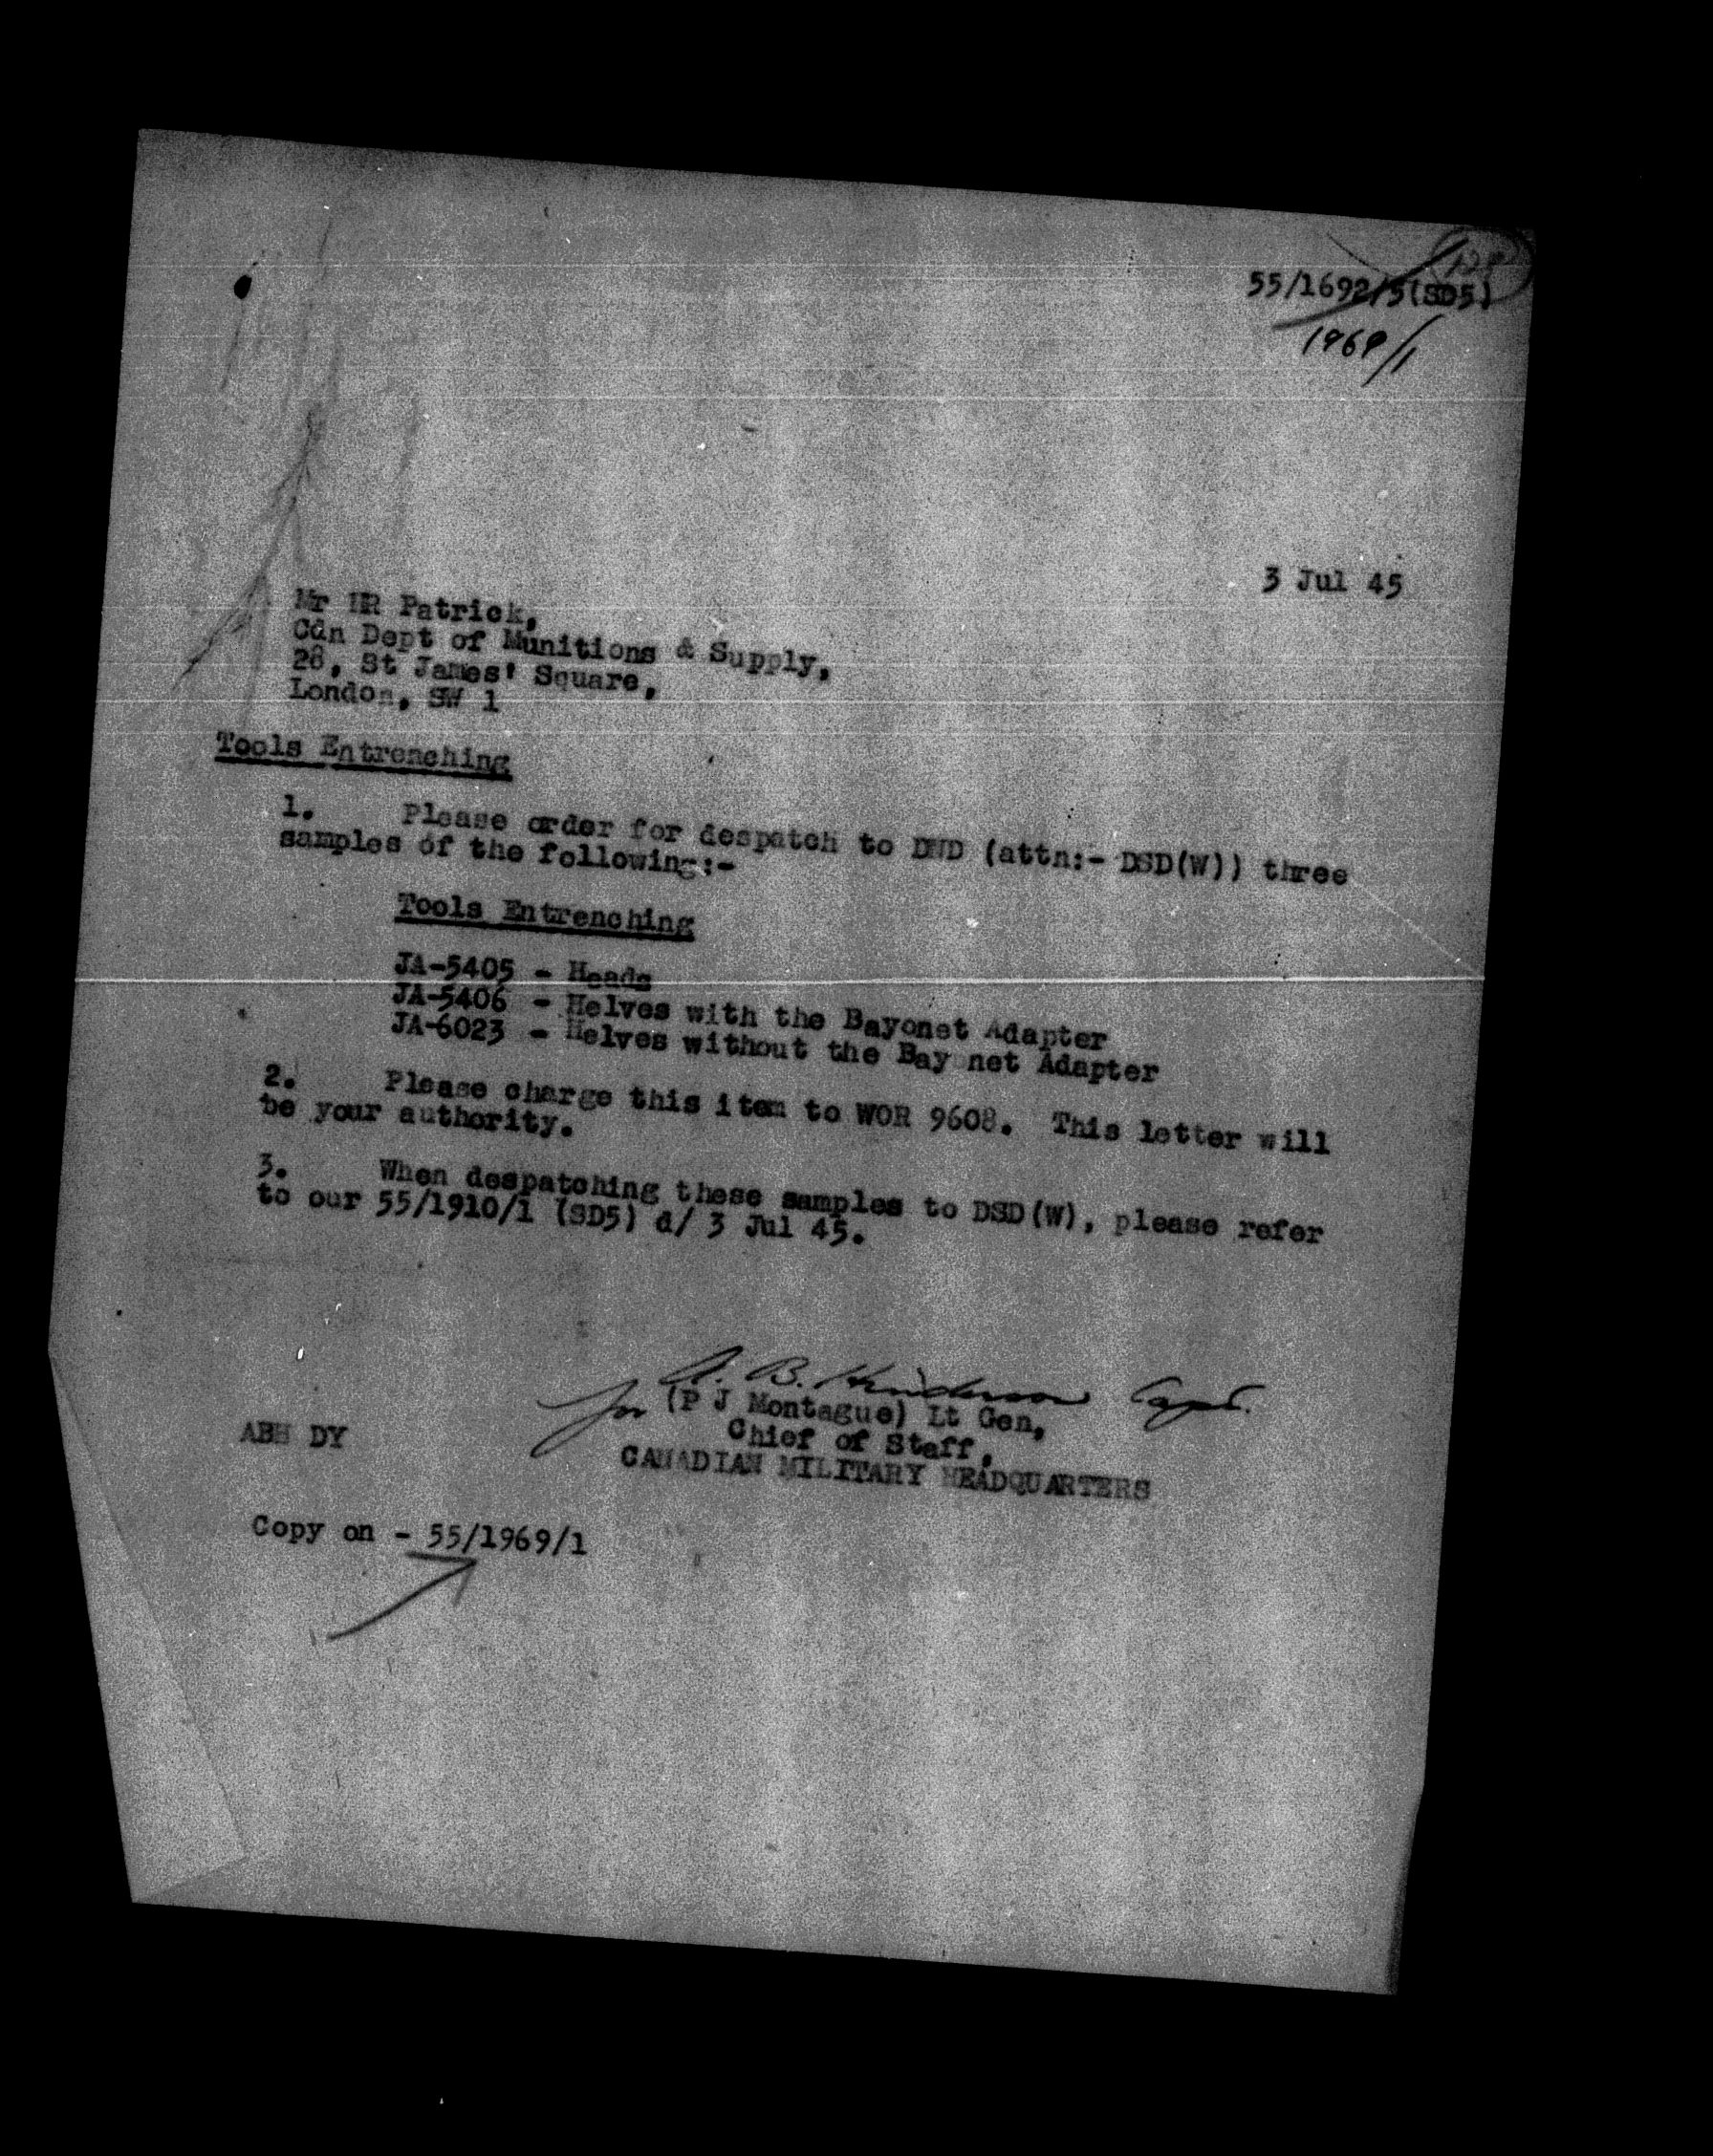 55/1692/5(SD5)
1969/1
3 Jul 45
Mr HR Patrick,
Cdn Dept of Munitions & Supply,
28, St James' Square,
London, SW 1
Tools Entrenching
1. Please order for despatch to DND (attn:- DSD(W)) three
samples of the following:-
Tools Entrenching
JA-5405 - Heads
JA-5406 - Helves with the Bayonet Adapter
JA-6023 - Helves without the Bay net Adapter
2. Please charge this item to WOR 9608. This letter will
be your authority.
3. When despatching these samples to DSD(W), please refer
to our 55/1910/1 (SD5) d/ 3 Jul 45.
A. B. Henderson Capt.
for (P J Montague) Lt Gen,
Chief of Staff,
CANADIAN MILITARY HEADQUARTERS
ABH DY
Copy on - 55/1969/1